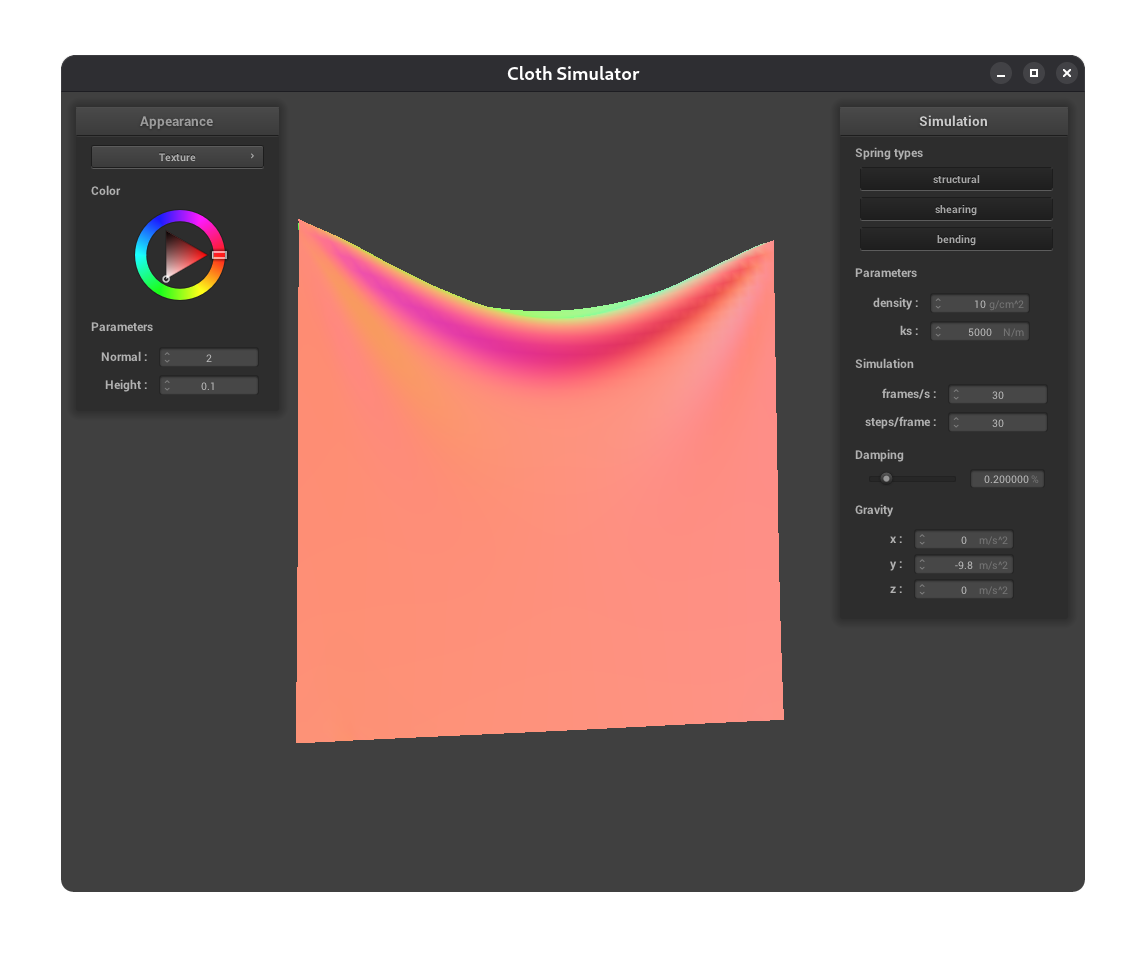 Cloth Simulator
Appearance
Texture
Color
Parameters
Normal : 2
Height : 0.1
Simulation
Spring types
structural
shearing
bending
Parameters
density : 10 g/cm^2
ks : 5000 N/m
Simulation
frames/s : 30
steps/frame : 30
Damping
0.200000 %
Gravity
x : 0 m/s^2
y : -9.8 m/s^2
z : 0 m/s^2